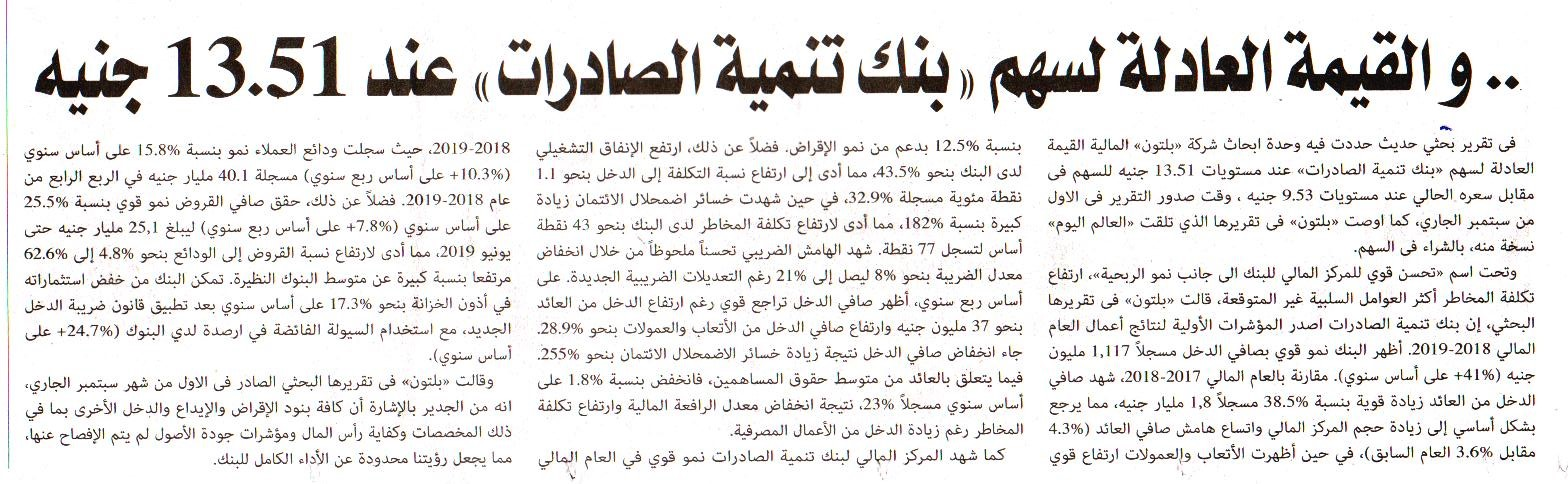 .. و القيمة العادلة لسهم «بنك تنمية الصادرات» عند 13.51 جنيه
فى تقرير بحثي حديث حددت فيه وحدة ابحاث شركة «بلتون» المالية القيمة
العادلة لسهم «بنك تنمية الصادرات» عند مستويات 13.51 جنيه للسهم فى
مقابل سعره الحالي عند مستويات 9.53 جنيه ، وقت صدور التقرير فى الاول
من سبتمبر الجاري، كما اوصت «بلتون» فى تقريرها الذي تلقت «العالم اليوم»
نسخة منه، بالشراء فى السهم.
وتحت اسم «تحسن قوي للمركز المالي للبنك الى جانب نمو الربحية، ارتفاع
تكلفة المخاطر أكثر العوامل السلبية غير المتوقعة، قالت «بلتون» فى تقريرها
البحثي، إن بنك تنمية الصادرات اصدر المؤشرات الأولية لنتائج أعمال العام
المالي 2018-2019. أظهر البنك نمو قوي بصافي الدخل مسجلاً 1,117 مليون
جنيه (41%+ على أساس سنوي). مقارنة بالعام المالي 2017-2018، شهد صافي
الدخل من العائد زيادة قوية بنسبة 38.5% مسجلاً 1,8 مليار جنيه، مما يرجع
بشكل أساسي إلى زيادة حجم المركز المالي واتساع هامش صافي العائد (4.3%
مقابل 3.6% العام السابق)، في حين أظهرت الأتعاب والعمولات ارتفاع قوي
بنسبة 12.5% بدعم من نمو الإقراض. فضلاً عن ذلك، ارتفع الإنفاق التشغيلي
لدى البنك بنحو 43.5%، مما أدى إلى ارتفاع نسبة التكلفة إلى الدخل بنحو 1.1
نقطة مئوية مسجلة 32.9%، في حين شهدت خسائر اضمحلال الائتمان زيادة
كبيرة بنسبة 182%، مما أدى لارتفاع تكلفة المخاطر لدى البنك بنحو 43 نقطة
أساس لتسجل 77 نقطة. شهد الهامش الضريبي تحسناً ملحوظاً من خلال انخفاض
معدل الضريبة بنحو 8% ليصل إلى 21% رغم التعديلات الضريبية الجديدة. على
أساس ربع سنوي، أظهر صافي الدخل تراجع قوي رغم ارتفاع الدخل من العائد
بنحو 37 مليون جنيه وارتفاع صافي الدخل من الأتعاب والعمولات بنحو 28.9%.
جاء انخفاض صافي الدخل نتيجة زيادة خسائر الاضمحلال الائتمان بنحو 255%.
فيما يتعلق بالعائد من متوسط حقوق المساهمين، فانخفض بنسبة 1.8% على
أساس سنوي مسجلاً 23%، نتيجة انخفاض معدل الرافعة المالية وارتفاع تكلفة
المخاطر رغم زيادة الدخل من الأعمال المصرفية.
كما شهد المركز المالي لبنك تنمية الصادرات نمو قوي في العام المالي
2018-2019، حيث سجلت ودائع العملاء نمو بنسبة 15.8% على أساس سنوي
(10.3%+ على أساس ربع سنوي) مسجلة 40.1 مليار جنيه في الربع الرابع من
عام 2018-2019. فضلاً عن ذلك، حقق صافي القروض نمو قوي بنسبة 25.5%
على أساس سنوي (7.8%+ على أساس ربع سنوي) ليبلغ 25,1 مليار جنيه حتى
يونيو 2019، مما أدى لارتفاع نسبة القروض إلى الودائع بنحو 4.8% إلى 62.6%
مرتفعا بنسبة كبيرة عن متوسط البنوك النظيرة. تمكن البنك من خفض استثماراته
في أذون الخزانة بنحو 17.3% على أساس سنوي بعد تطبيق قانون ضريبة الدخل
الجديد، مع استخدام السيولة الفائضة في ارصدة لدي البنوك (24.7%+ على
أساس سنوي).
وقالت «بلتون» فى تقريرها البحثي الصادر فى الاول من شهر سبتمبر الجاري،
انه من الجدير بالإشارة أن كافة بنود الإقراض والإيداع والدخل الأخرى بما في
ذلك المخصصات وكفاية رأس المال ومؤشرات جودة الأصول لم يتم الإفصاح عنها،
مما يجعل رؤيتنا محدودة عن الأداء الكامل للبنك.